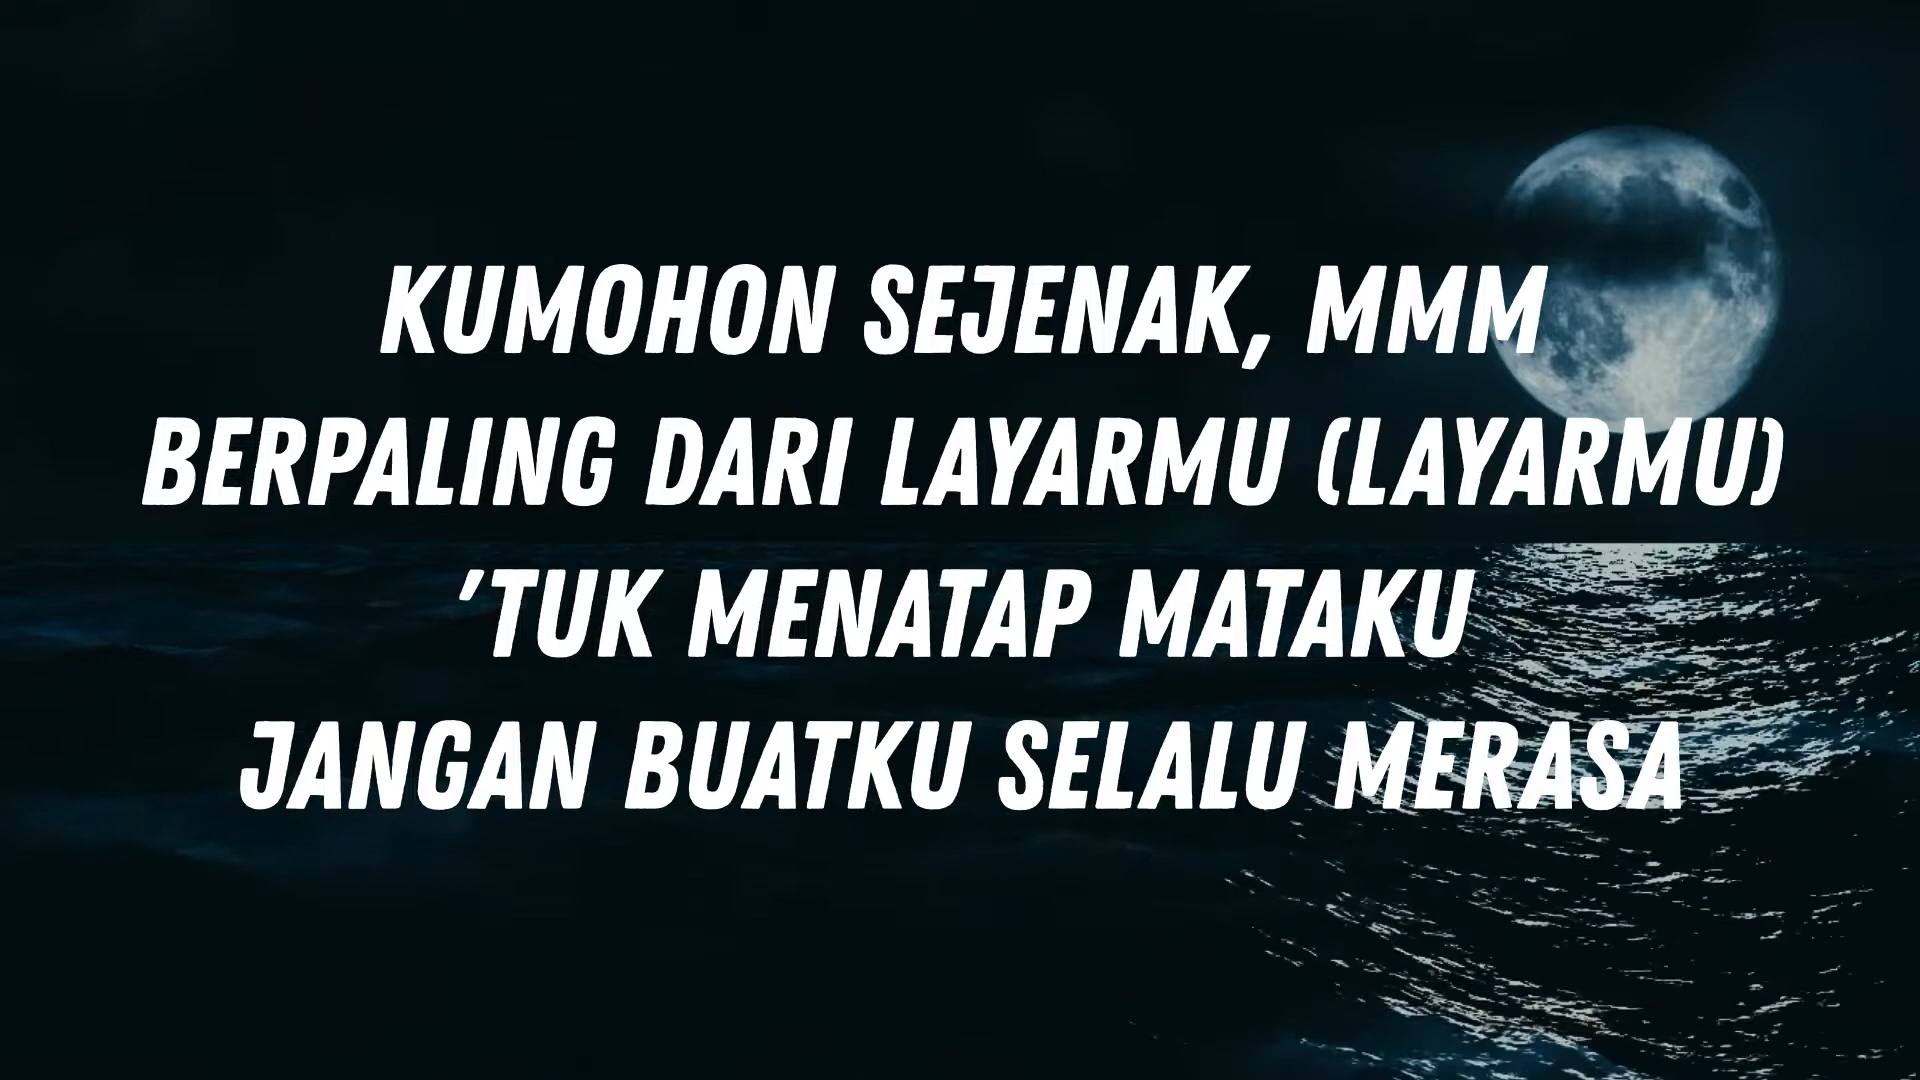 KUMOHON SEJENAK, MMM
BERPALING DARI LAYARMU (LAYARMU)
'TUK MENATAP MATAKU
JANGAN BUATKU SELALU MERASA